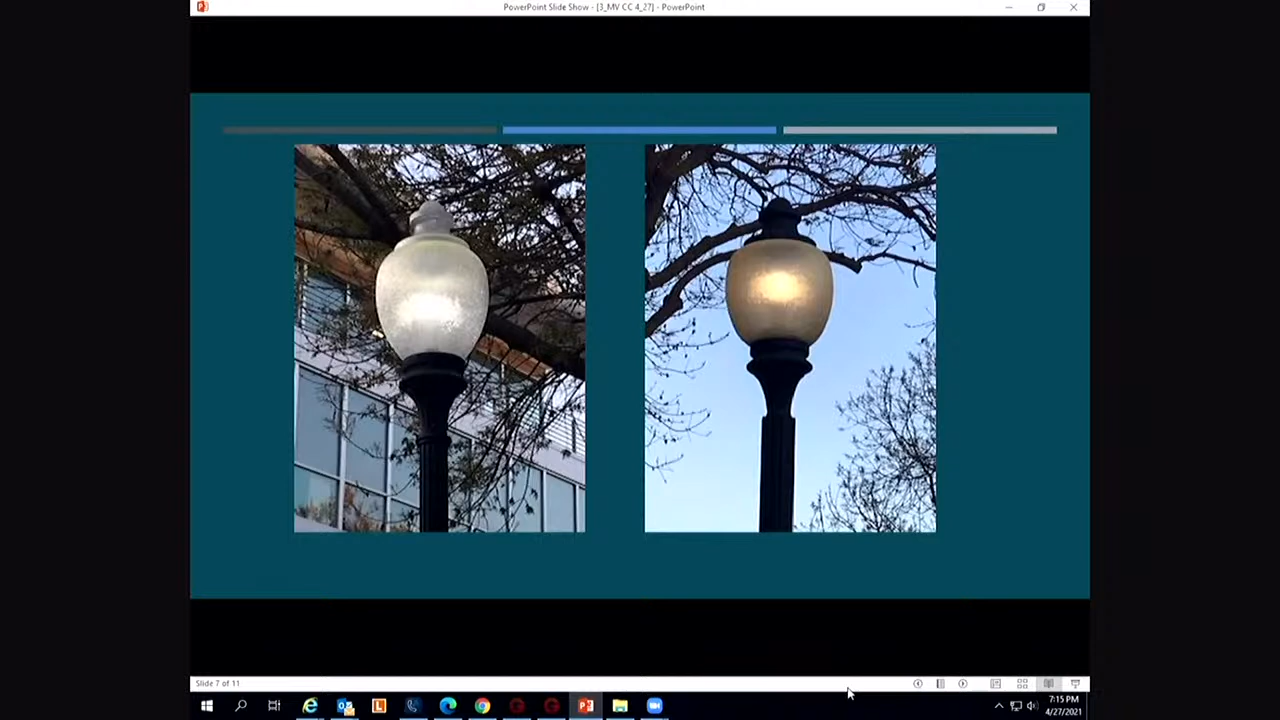 PowerPoint Slide Show - [3_MV CC 4_27] - PowerPoint
Slide 7 of 11
7:15 PM
4/27/2021